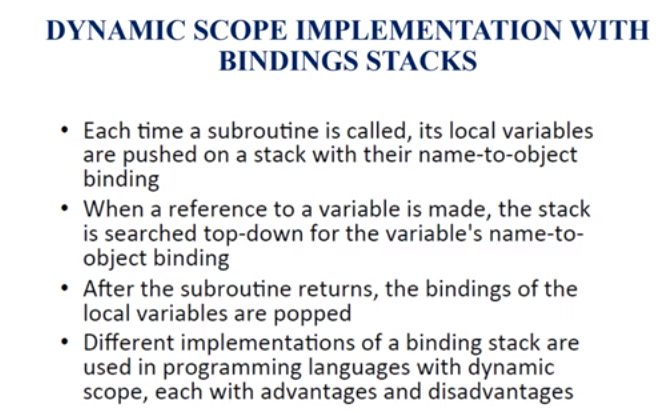 DYNAMIC SCOPE IMPLEMENTATION WITH
BINDINGS STACKS
• Each time a subroutine is called, its local variables
are pushed on a stack with their name-to-object
binding
• When a reference to a variable is made, the stack
is searched top-down for the variable's name-to-
object binding
• After the subroutine returns, the bindings of the
local variables are popped
• Different implementations of a binding stack are
used in programming languages with dynamic
scope, each with advantages and disadvantages